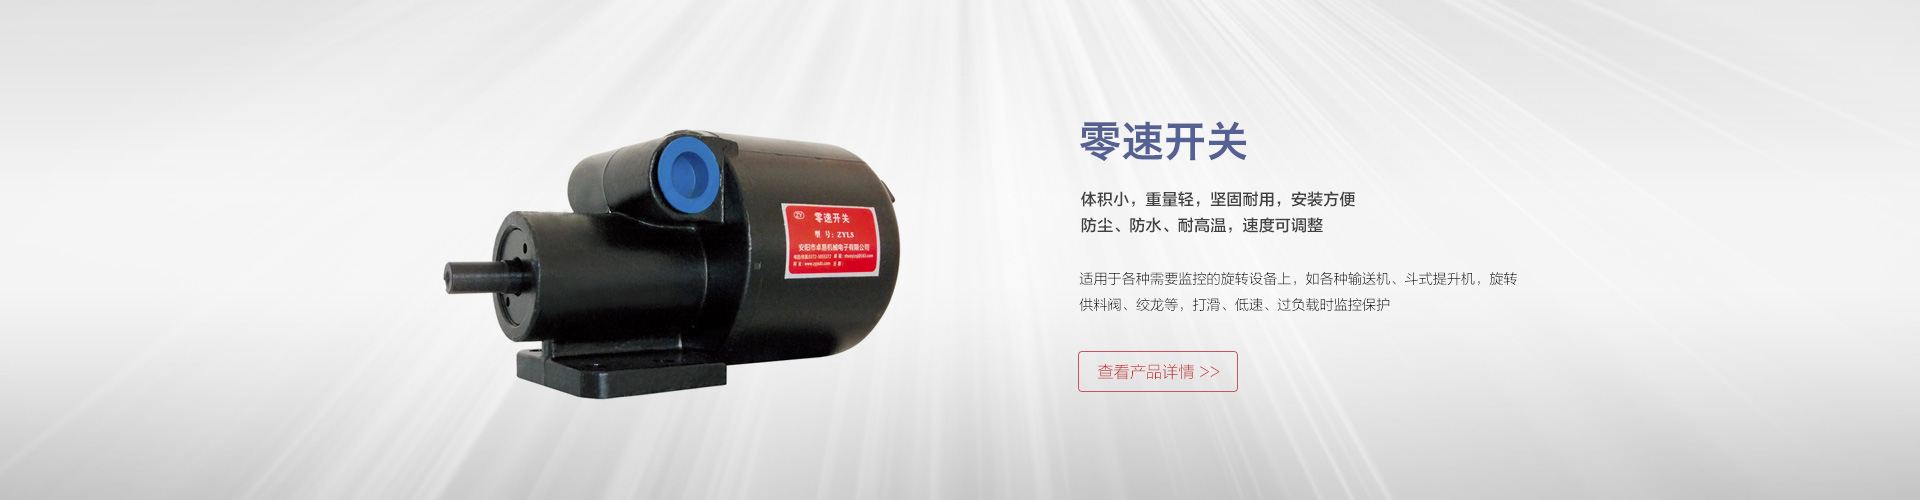 零速开关
体积小，重量轻，坚固耐用，安装方便
防尘、防水、耐高温，速度可调整
适用于各种需要监控的旋转设备上，如各种输送机、斗式提升机，旋转
供料阀、绞龙等，打滑、低速、过负载时监控保护
查看产品详情 >>
ZY 零速开关
型 号：ZYLS
安阳市卓易机械电子有限公司